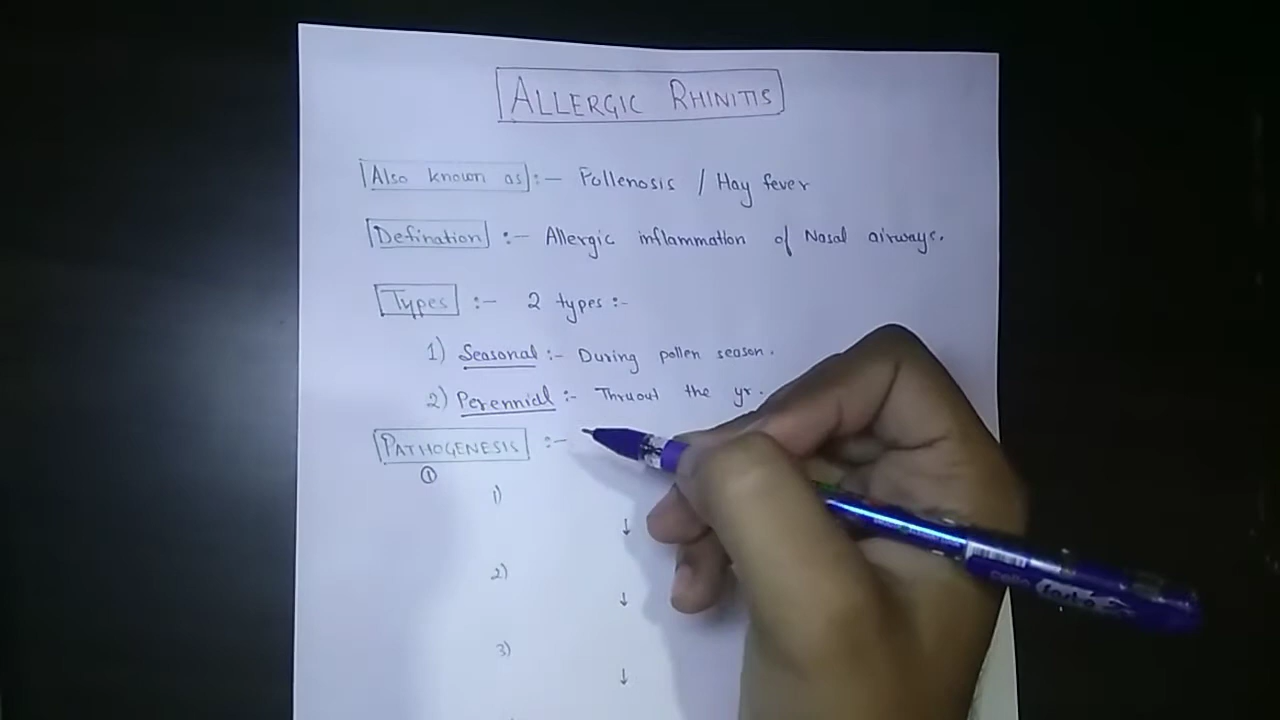 ALLERGIC RHINITIS
Also known as :- Pollenosis / Hay fever
Defination :- Allergic inflammation of Nasal airways.
Types :- 2 types :-
1) Seasonal :- During pollen season.
2) Perennial :- Thruout the yr.
PATHOGENESIS :-
①
1)
↓
2)
↓
3)
↓
cello